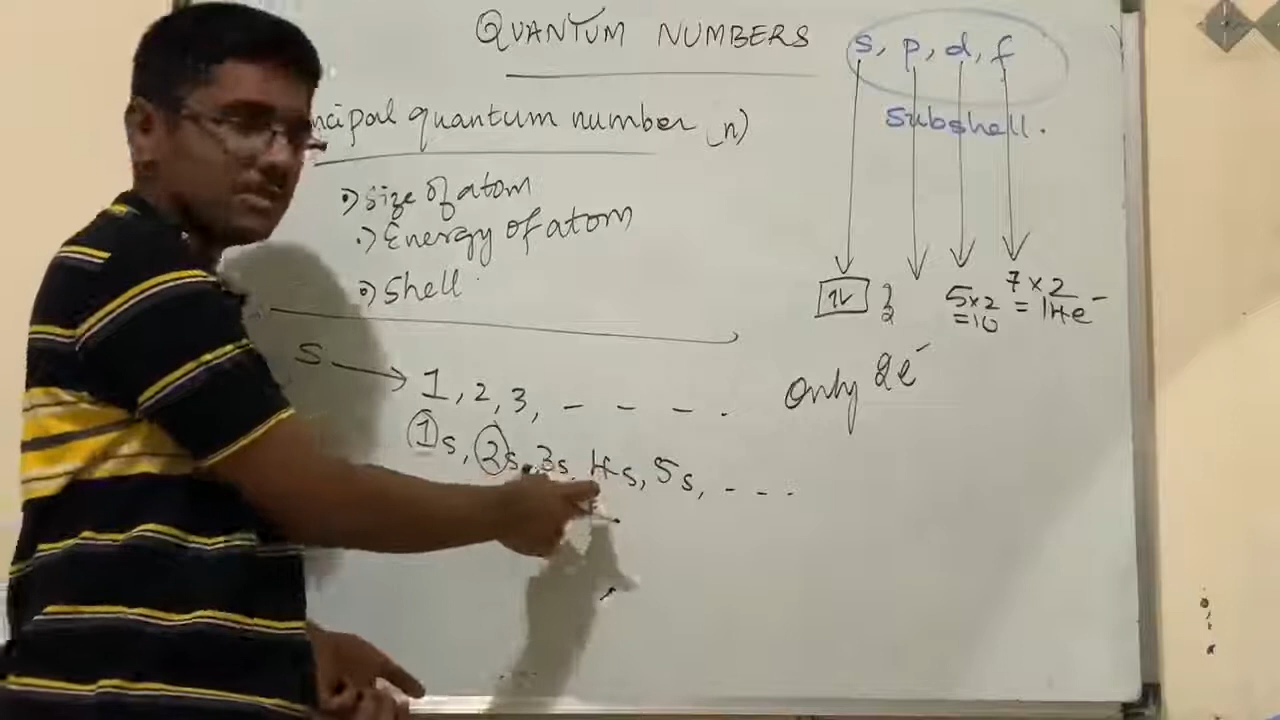 QUANTUM NUMBERS
s, p, d, f
subshell.
ncipal quantum number (n)
•) Size of atom
•) Energy of atom
•) Shell
5×2
=10
7×2
= 14e⁻
Only 2e⁻
S → 1, 2, 3, - - - .
1s, 2s, 3s, 4s, 5s, - - -